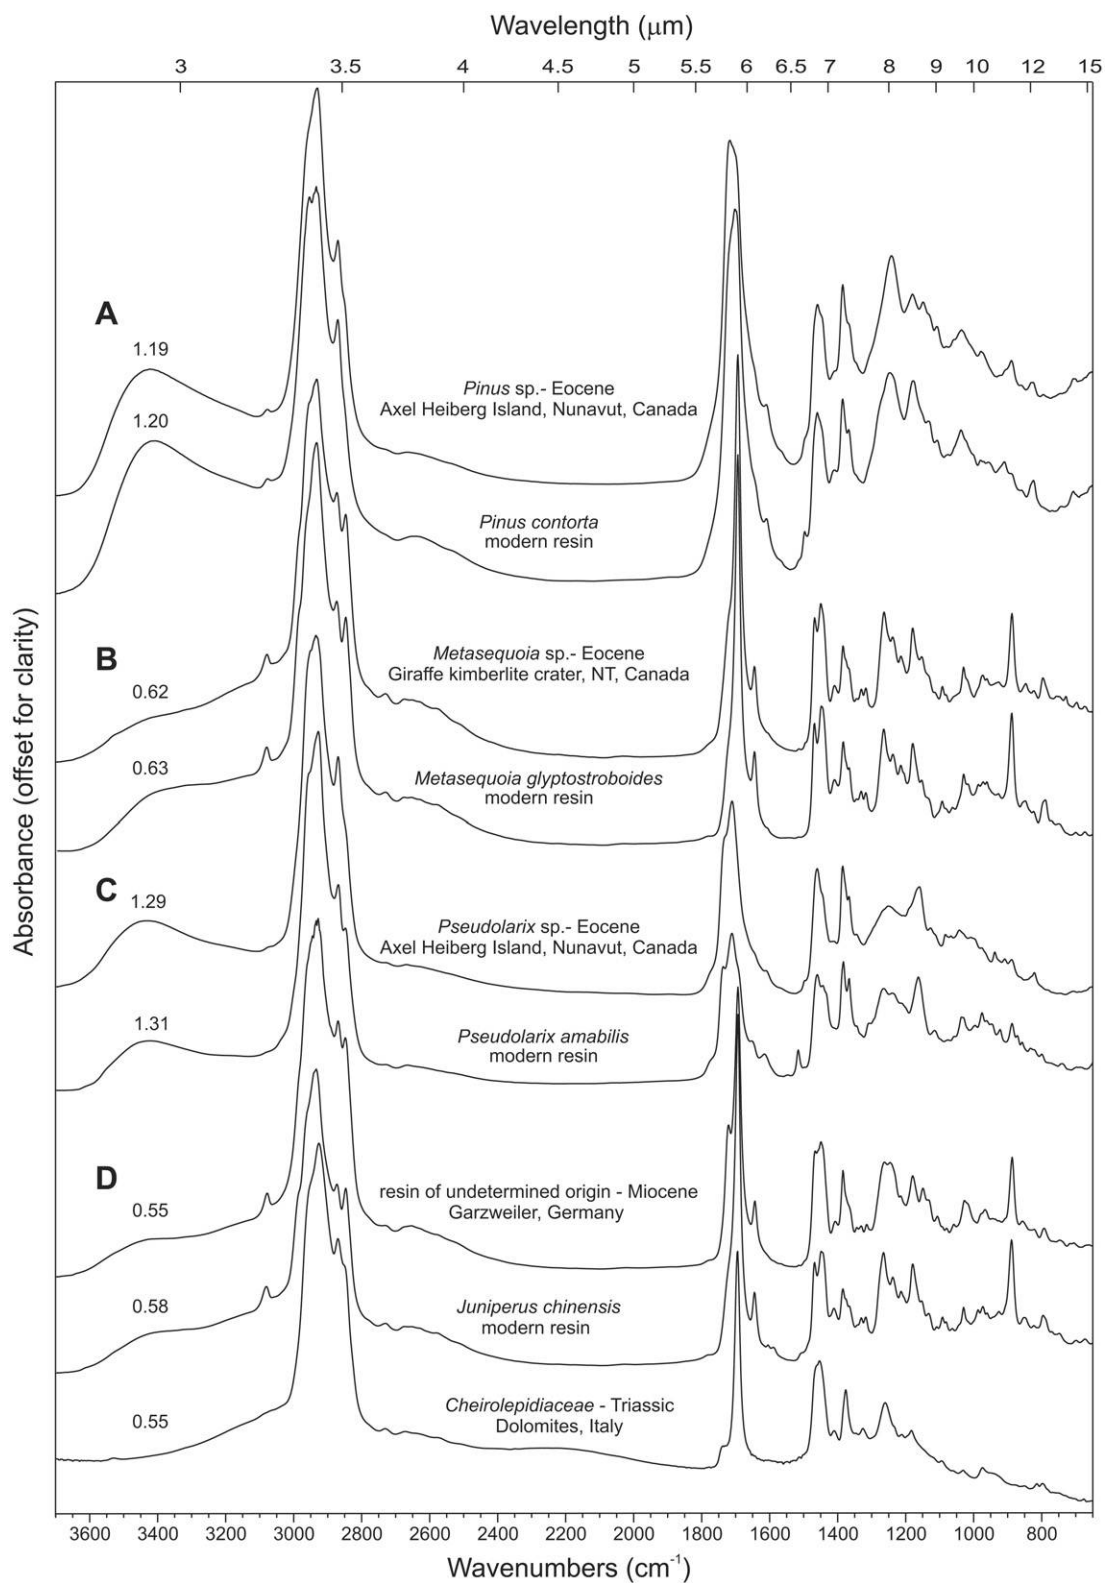 Wavelength (μm)
3 3.5 4 4.5 5 5.5 6 6.5 7 8 9 10 12 15
A
1.19
Pinus sp.- Eocene
Axel Heiberg Island, Nunavut, Canada
1.20
Pinus contorta
modern resin
B
0.62
Metasequoia sp.- Eocene
Giraffe kimberlite crater, NT, Canada
0.63
Metasequoia glyptostroboides
modern resin
C
1.29
Pseudolarix sp.- Eocene
Axel Heiberg Island, Nunavut, Canada
1.31
Pseudolarix amabilis
modern resin
D
0.55
resin of undetermined origin - Miocene
Garzweiler, Germany
0.58
Juniperus chinensis
modern resin
0.55
Cheirolepidiaceae - Triassic
Dolomites, Italy
Absorbance (offset for clarity)
3600 3400 3200 3000 2800 2600 2400 2200 2000 1800 1600 1400 1200 1000 800
Wavenumbers (cm⁻¹)